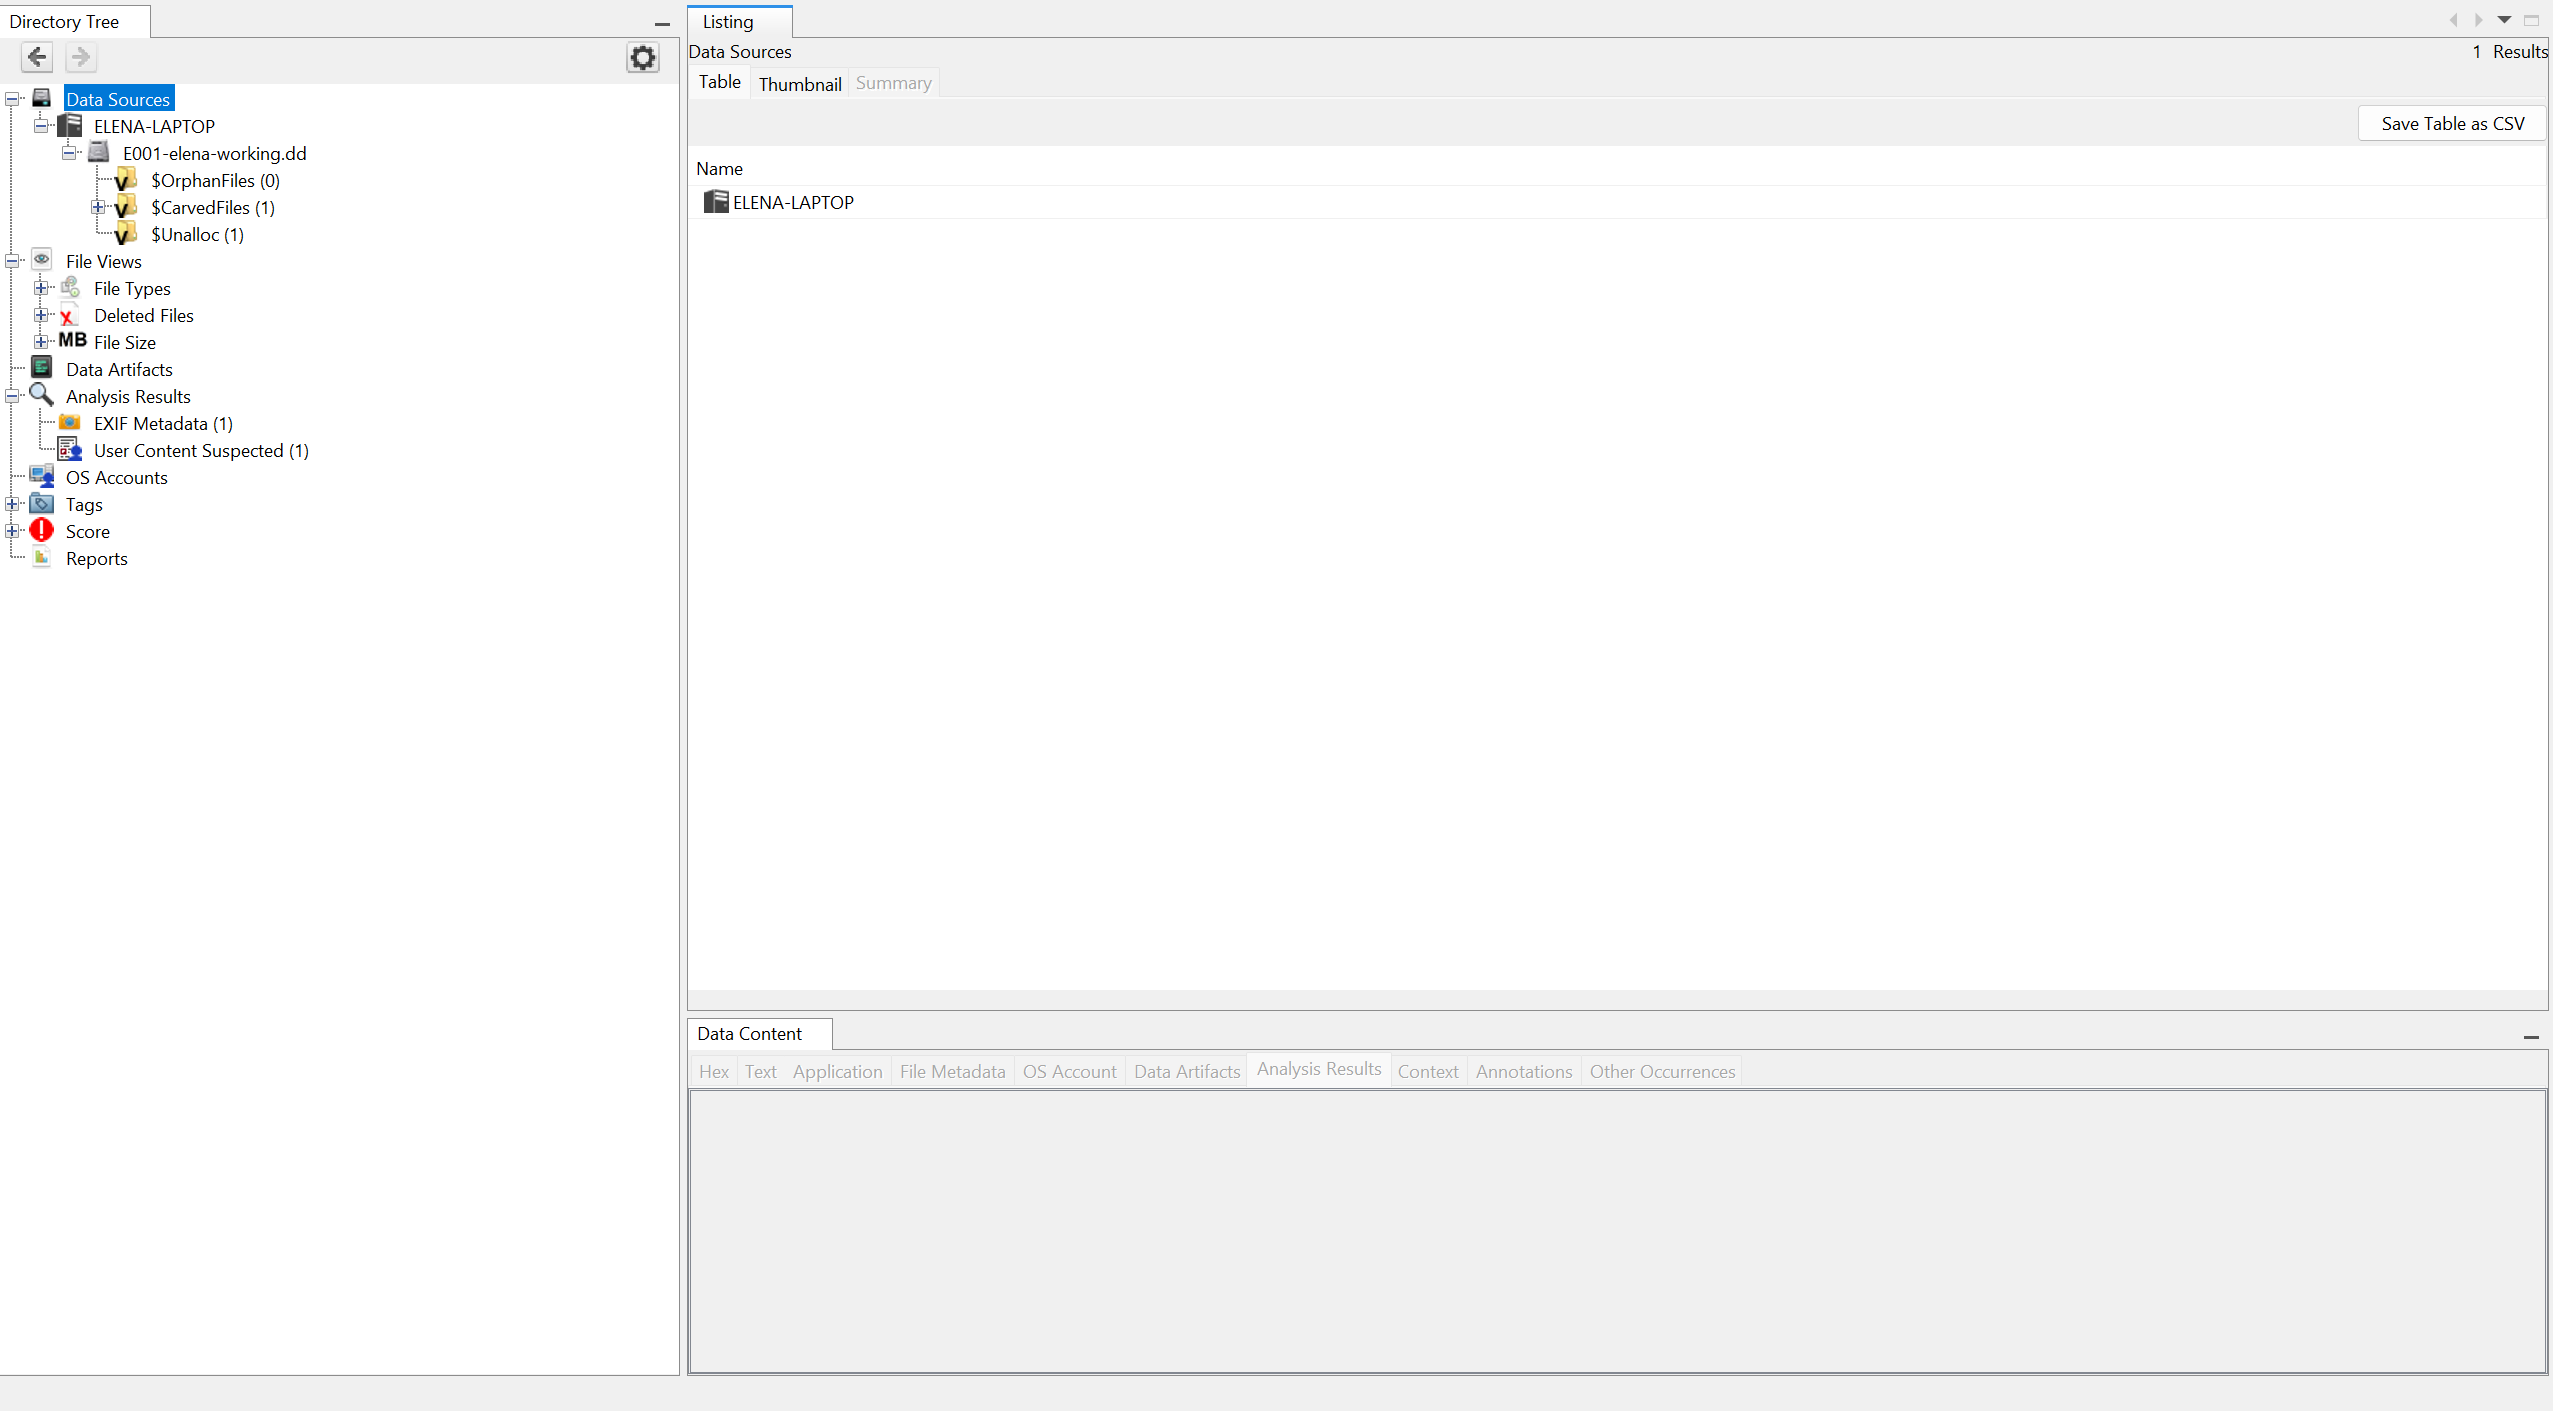 Directory Tree
Data Sources
ELENA-LAPTOP
E001-elena-working.dd
$OrphanFiles (0)
$CarvedFiles (1)
$Unalloc (1)
File Views
File Types
Deleted Files
MB File Size
Data Artifacts
Analysis Results
EXIF Metadata (1)
User Content Suspected (1)
OS Accounts
Tags
Score
Reports
Listing
Data Sources
1 Results
Table Thumbnail Summary
Save Table as CSV
Name
ELENA-LAPTOP
Data Content
Hex Text Application File Metadata OS Account Data Artifacts Analysis Results Context Annotations Other Occurrences